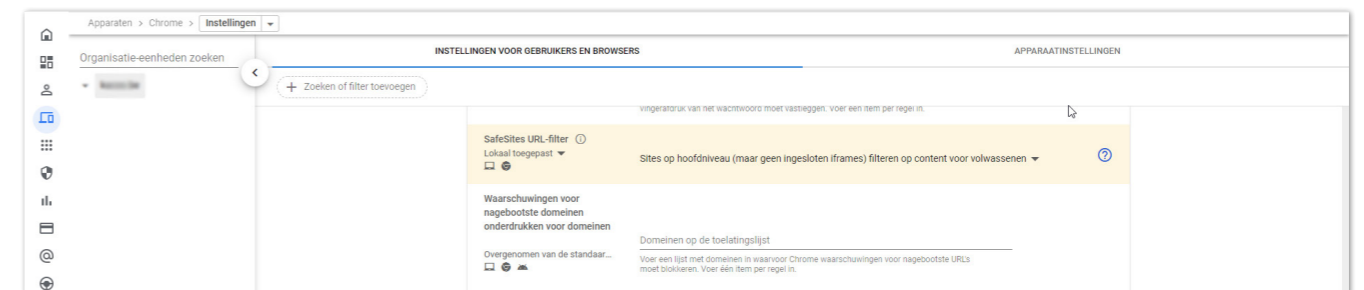 Apparaten > Chrome > Instellingen
Organisatie-eenheden zoeken
INSTELLINGEN VOOR GEBRUIKERS EN BROWSERS
APPARAATINSTELLINGEN
+ Zoeken of filter toevoegen
vingerafdruk van het wachtwoord moet vastleggen. Voer een item per regel in.
SafeSites URL-filter
Lokaal toegepast
Sites op hoofdniveau (maar geen ingesloten iframes) filteren op content voor volwassenen
Waarschuwingen voor
nagebootste domeinen
onderdrukken voor domeinen
Overgenomen van de standaar...
Domeinen op de toelatingslijst
Voer een lijst met domeinen in waarvoor Chrome waarschuwingen voor nagebootste URL's
moet blokkeren. Voer één item per regel in.